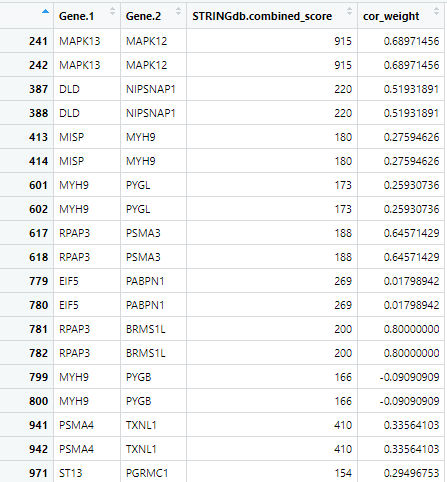 Gene.1 Gene.2 STRINGdb.combined_score cor_weight
241 MAPK13 MAPK12 915 0.68971456
242 MAPK13 MAPK12 915 0.68971456
387 DLD NIPSNAP1 220 0.51931891
388 DLD NIPSNAP1 220 0.51931891
413 MISP MYH9 180 0.27594626
414 MISP MYH9 180 0.27594626
601 MYH9 PYGL 173 0.25930736
602 MYH9 PYGL 173 0.25930736
617 RPAP3 PSMA3 188 0.64571429
618 RPAP3 PSMA3 188 0.64571429
779 EIF5 PABPN1 269 0.01798942
780 EIF5 PABPN1 269 0.01798942
781 RPAP3 BRMS1L 200 0.80000000
782 RPAP3 BRMS1L 200 0.80000000
799 MYH9 PYGB 166 -0.09090909
800 MYH9 PYGB 166 -0.09090909
941 PSMA4 TXNL1 410 0.33564103
942 PSMA4 TXNL1 410 0.33564103
971 ST13 PGRMC1 154 0.29496753